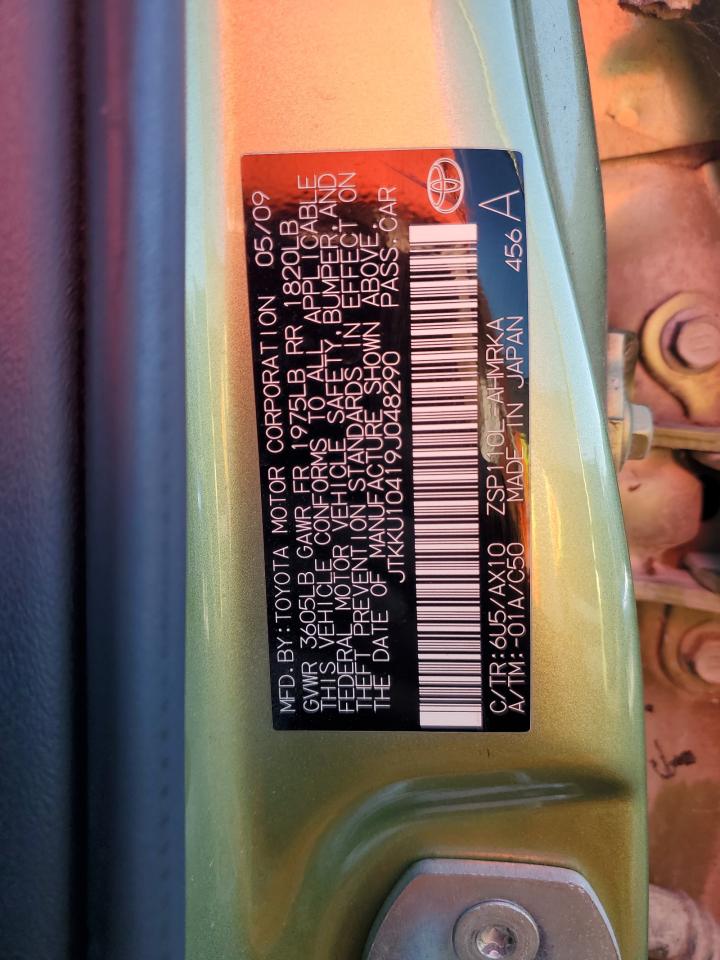 MFD.BY:TOYOTA MOTOR CORPORATION 05/09
GVWR 3605LB GAWR FR 1975LB RR 1820LB
THIS VEHICLE CONFORMS TO ALL APPLICABLE
FEDERAL MOTOR VEHICLE SAFETY, BUMPER, AND
THEFT PREVENTION STANDARDS IN EFFECT ON
THE DATE OF MANUFACTURE SHOWN ABOVE.
JTKKU10419J048290 PASS.CAR
C/TR:6U5/AX10 ZSP110L-AHMRKA
A/TM:-01A/C50 MADE IN JAPAN 456 A